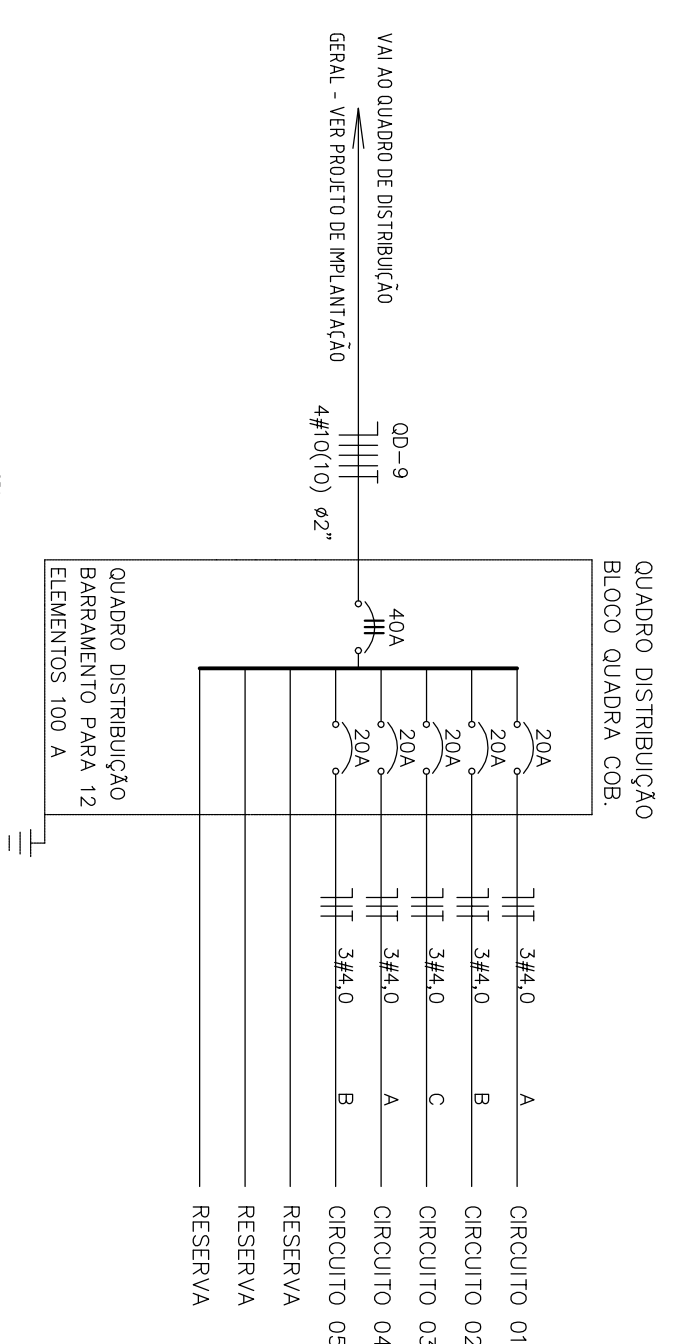 QUADRO DISTRIBUIÇÃO
BLOCO QUADRA COB.
VAI AO QUADRO DE DISTRIBUIÇÃO
GERAL - VER PROJETO DE IMPLANTAÇÃO
QD-9
4#10(10) ø2"
40A
20A
3#4,0
A
CIRCUITO 01
20A
3#4,0
B
CIRCUITO 02
20A
3#4,0
C
CIRCUITO 03
20A
3#4,0
A
CIRCUITO 04
20A
3#4,0
B
CIRCUITO 05
RESERVA
RESERVA
RESERVA
QUADRO DISTRIBUIÇÃO
BARRAMENTO PARA 12
ELEMENTOS 100 A